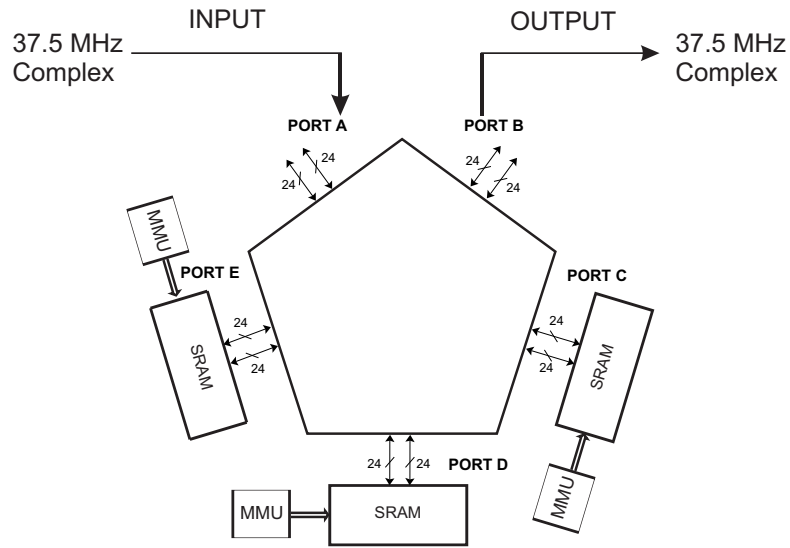 INPUT
OUTPUT
37.5 MHz
Complex
37.5 MHz
Complex
PORT A
PORT B
24
24
24
24
MMU
PORT E
PORT C
24
24
SRAM
24
24
SRAM
PORT D
24
24
MMU
SRAM
MMU